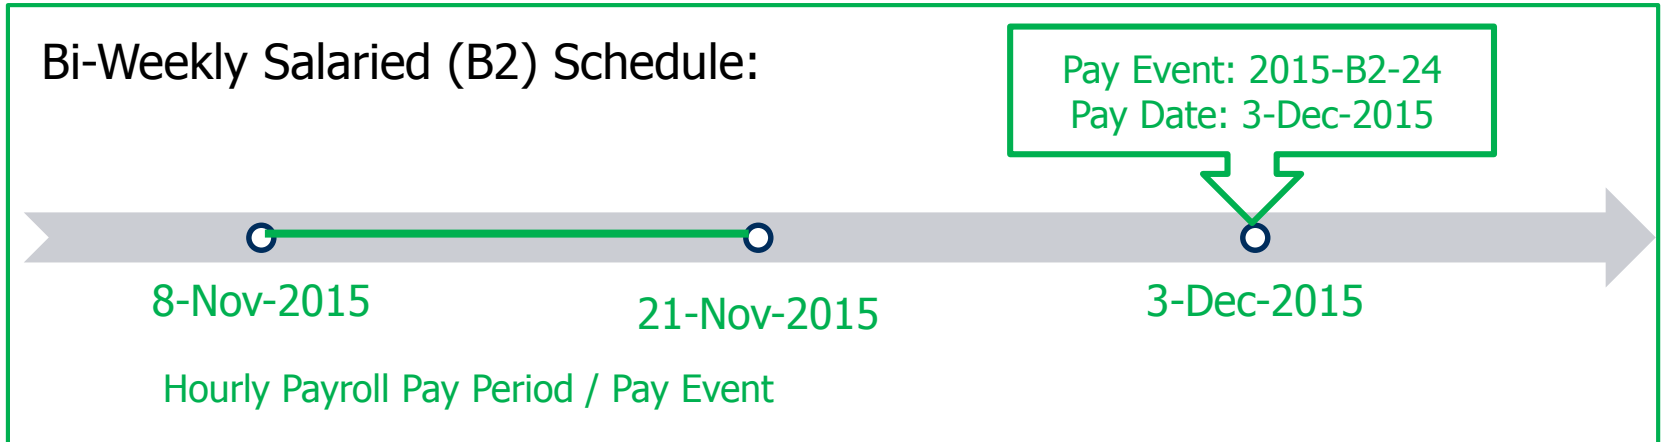 Bi-Weekly Salaried (B2) Schedule:
Pay Event: 2015-B2-24
Pay Date: 3-Dec-2015
8-Nov-2015
21-Nov-2015
3-Dec-2015
Hourly Payroll Pay Period / Pay Event